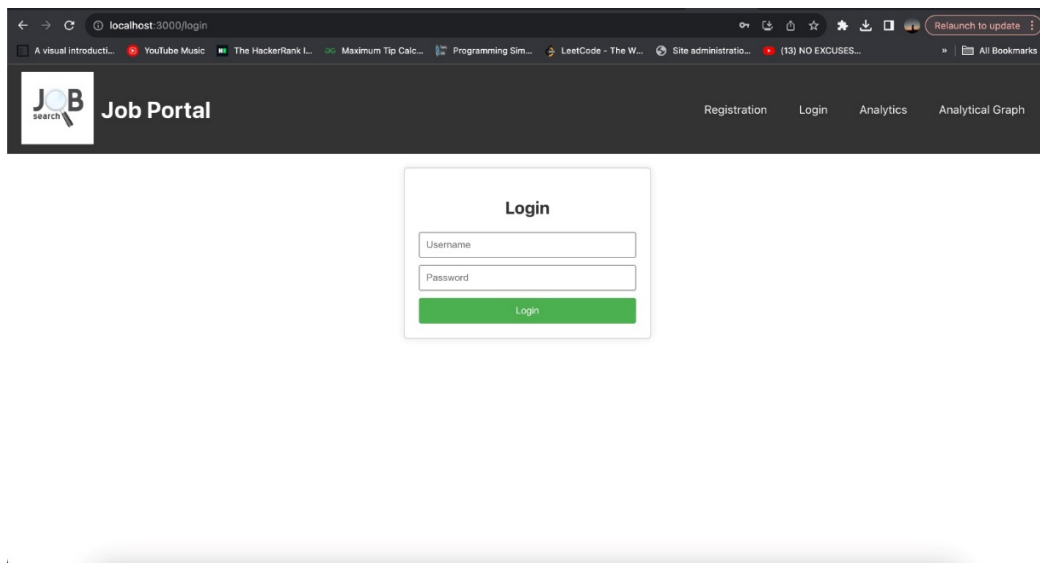 localhost:3000/login
Relaunch to update
A visual introducti... YouTube Music The HackerRank I... Maximum Tip Calc... Programming Sim... LeetCode - The W... Site administratio... (13) NO EXCUSES... » All Bookmarks
JOB
search
Job Portal
Registration Login Analytics Analytical Graph
Login
Username
Password
Login